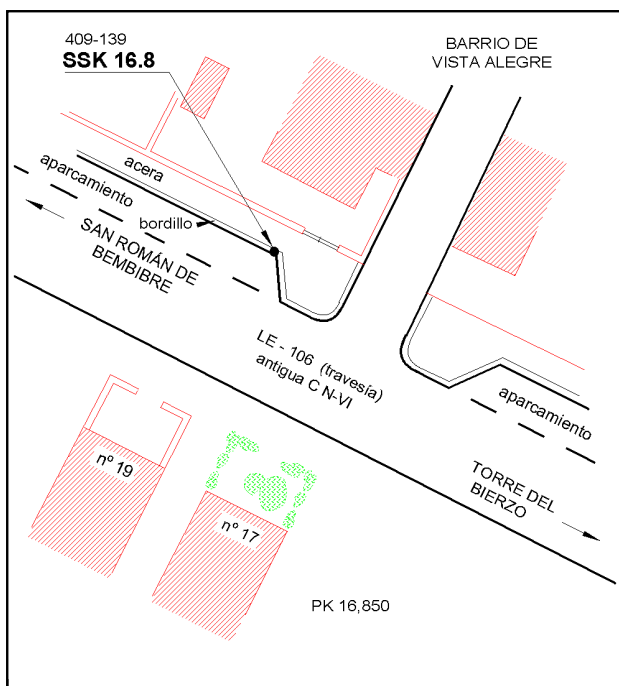 409-139
SSK 16.8
BARRIO DE
VISTA ALEGRE
acera
aparcamiento
bordillo
SAN ROMÁN DE
BEMBIBRE
LE - 106 (travesía)
antigua C N-VI
aparcamiento
nº 19
nº 17
TORRE DEL
BIERZO
PK 16,850